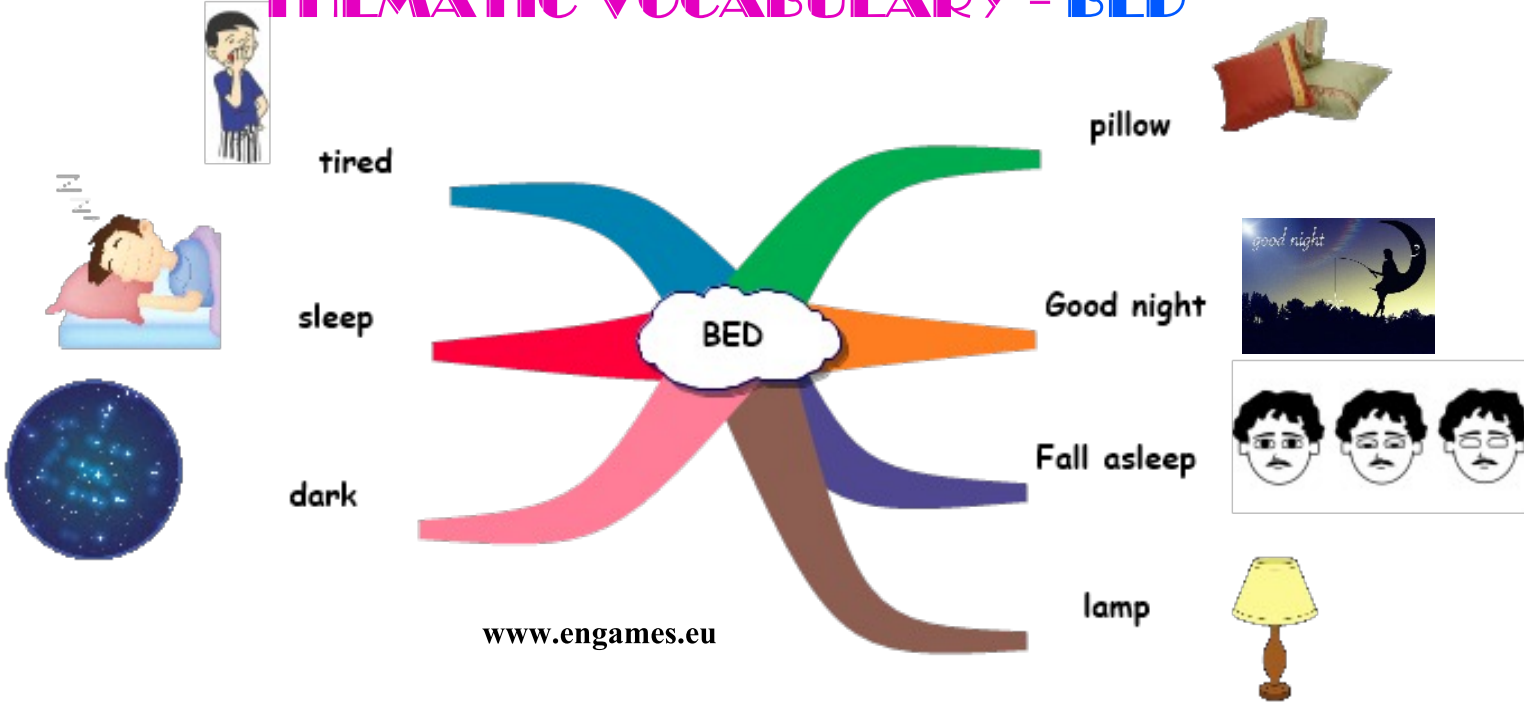 THEMATIC VOCABULARY - BED
tired
sleep
dark
BED
pillow
Good night
good night
Fall asleep
lamp
www.engames.eu